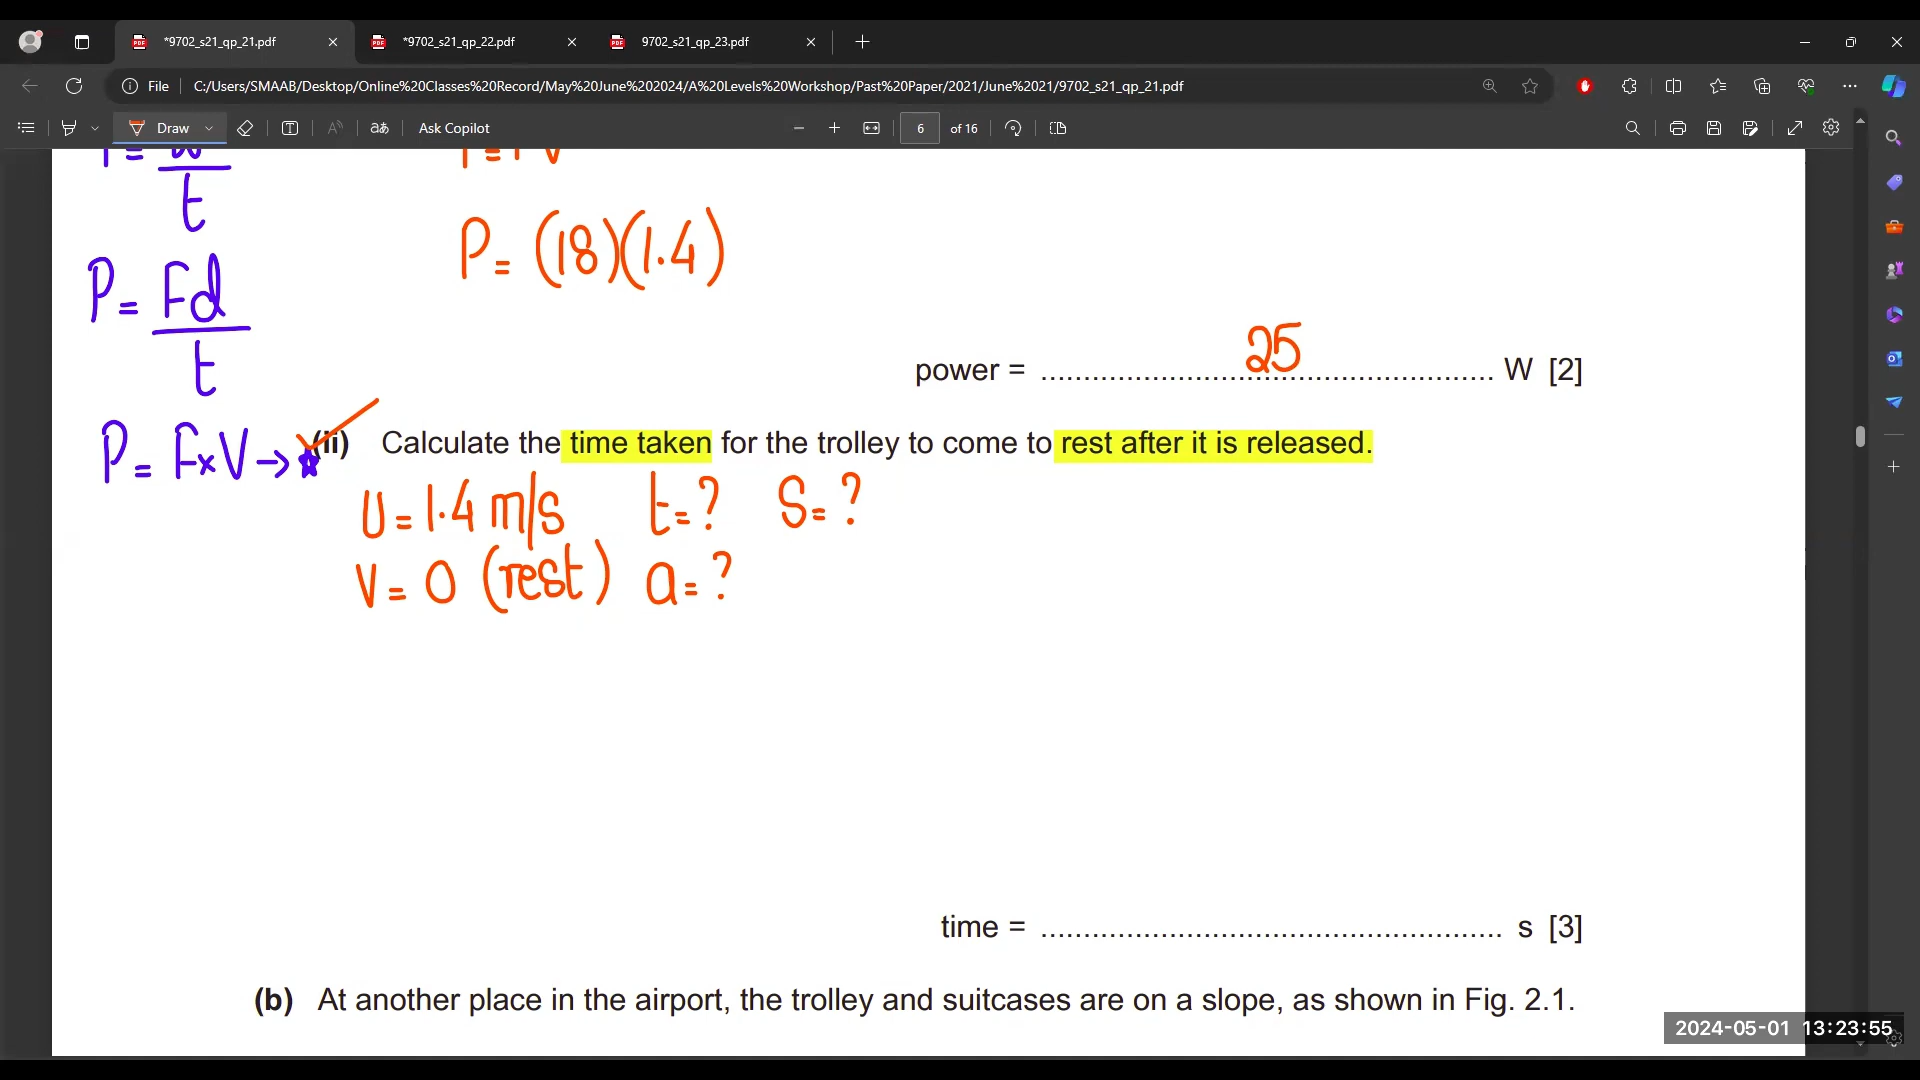 *9702_s21_qp_21.pdf
*9702_s21_qp_22.pdf
9702_s21_qp_23.pdf
File
C:/Users/SMAAB/Desktop/Online%20Classes%20Record/May%20June%202024/A%20Levels%20Workshop/Past%20Paper/2021/June%2021/9702_s21_qp_21.pdf
Draw
Ask Copilot
6 of 16
t
P = (18)(1.4)
P = Fd
t
25
power = .................................................... W [2]
(ii) Calculate the time taken for the trolley to come to rest after it is released.
P = F×V →
U = 1.4 m/s t = ? S = ?
V = 0 (rest) a = ?
time = ..................................................... s [3]
(b) At another place in the airport, the trolley and suitcases are on a slope, as shown in Fig. 2.1.
2024-05-01 13:23:55